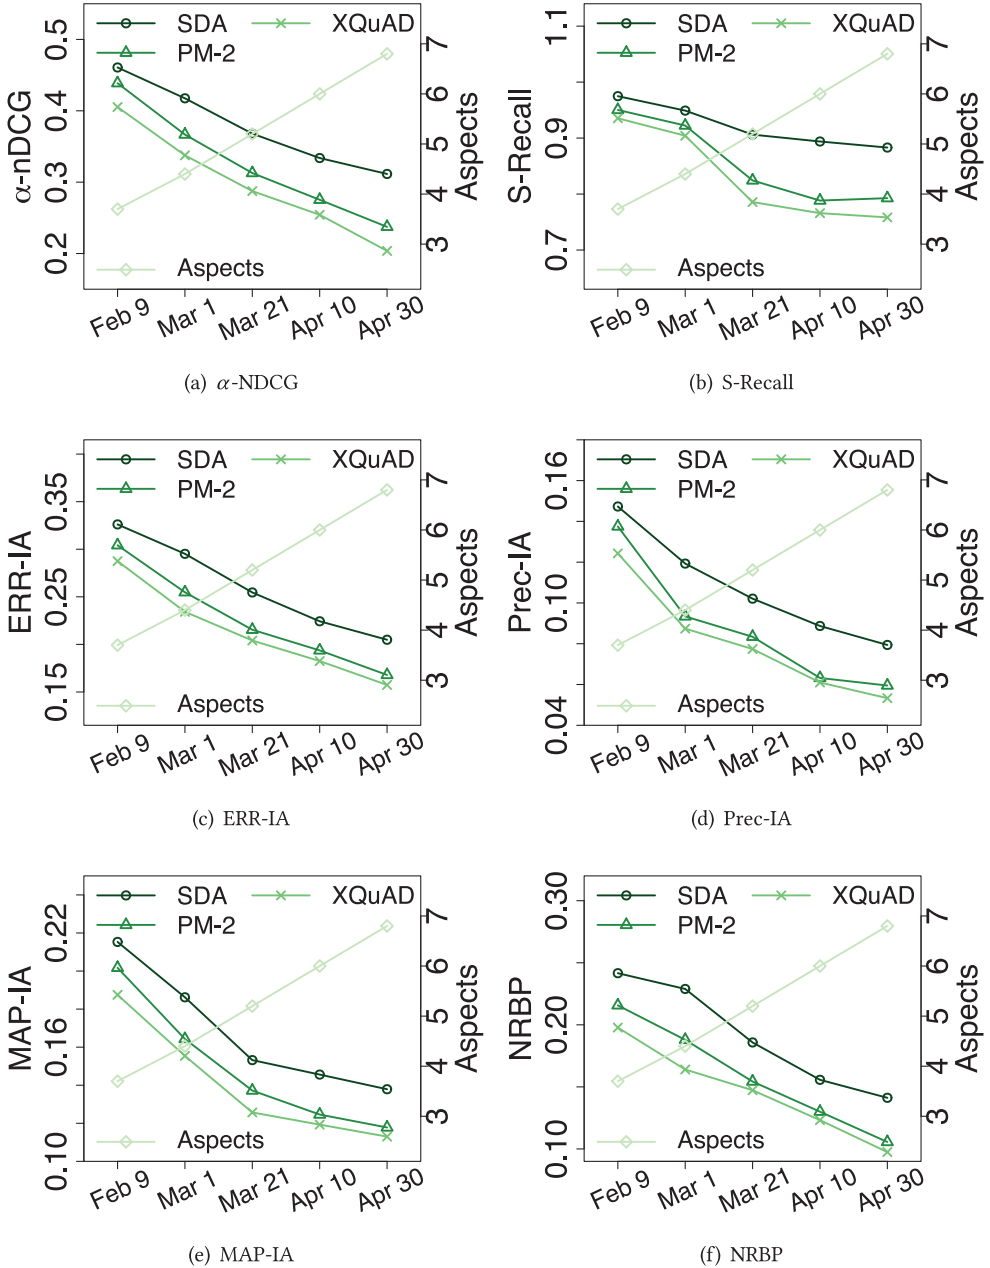 SDA
XQuAD
PM-2
Aspects
α-nDCG
0.2 0.3 0.4 0.5
Aspects
3 4 5 6 7
Feb 9 Mar 1 Mar 21 Apr 10 Apr 30
(a) α-NDCG
SDA
XQuAD
PM-2
Aspects
S-Recall
0.7 0.9 1.1
Aspects
3 4 5 6 7
Feb 9 Mar 1 Mar 21 Apr 10 Apr 30
(b) S-Recall
SDA
XQuAD
PM-2
Aspects
ERR-IA
0.15 0.25 0.35
Aspects
3 4 5 6 7
Feb 9 Mar 1 Mar 21 Apr 10 Apr 30
(c) ERR-IA
SDA
XQuAD
PM-2
Aspects
Prec-IA
0.04 0.10 0.16
Aspects
3 4 5 6 7
Feb 9 Mar 1 Mar 21 Apr 10 Apr 30
(d) Prec-IA
SDA
XQuAD
PM-2
Aspects
MAP-IA
0.10 0.16 0.22
Aspects
3 4 5 6 7
Feb 9 Mar 1 Mar 21 Apr 10 Apr 30
(e) MAP-IA
SDA
XQuAD
PM-2
Aspects
NRBP
0.10 0.20 0.30
Aspects
3 4 5 6 7
Feb 9 Mar 1 Mar 21 Apr 10 Apr 30
(f) NRBP